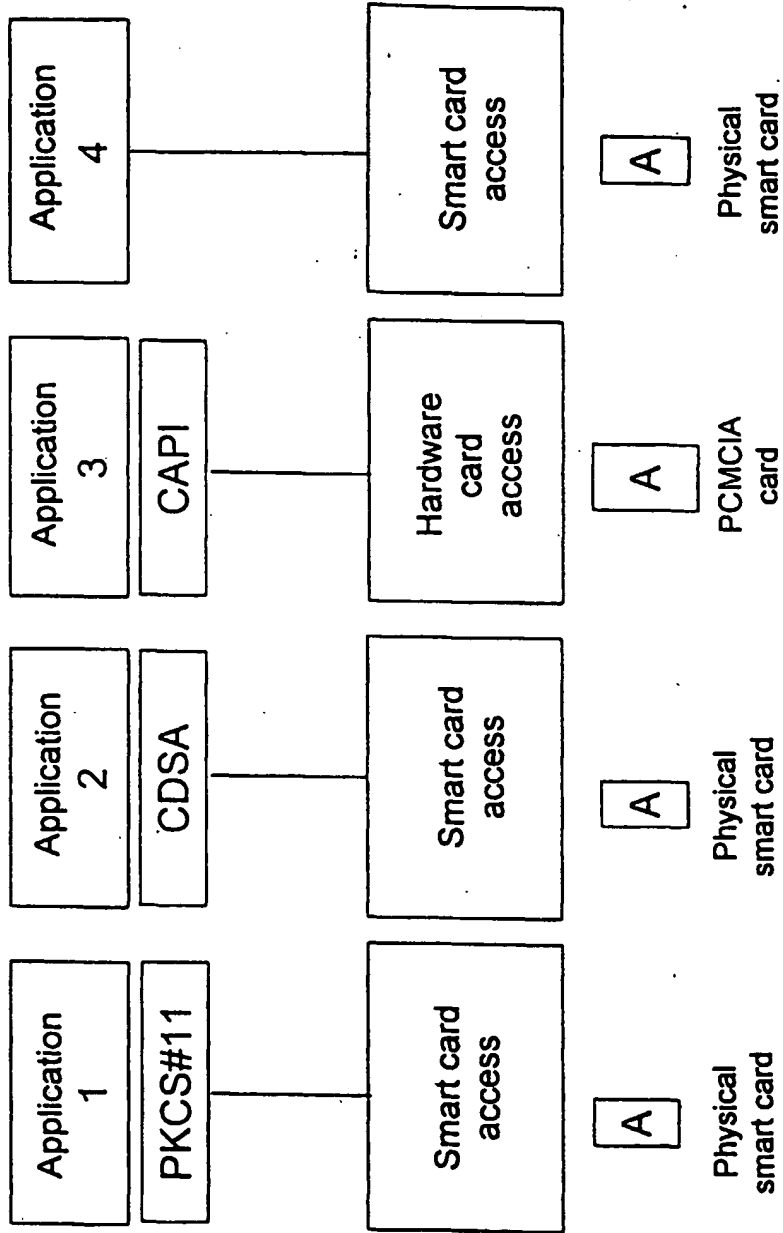 Application
1
PKCS#11
Smart card
access
A
Physical
smart card
Application
2
CDSA
Smart card
access
A
Physical
smart card
Application
3
CAPI
Hardware
card
access
A
PCMCIA
card
Application
4
Smart card
access
A
Physical
smart card